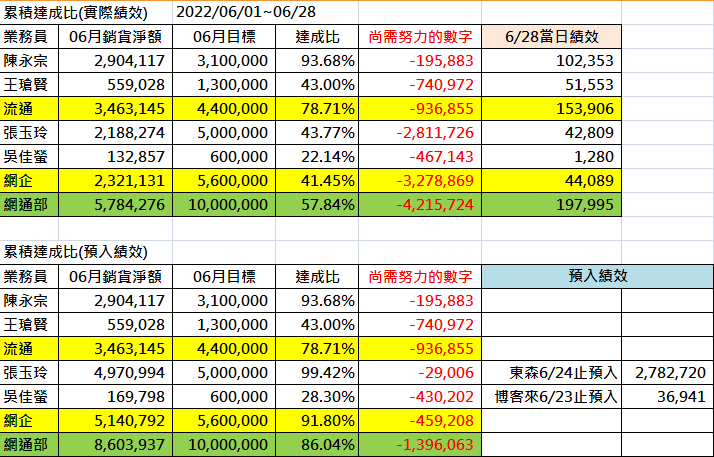 累積達成比(實際績效) 2022/06/01~06/28
業務員 06月銷貨淨額 06月目標 達成比 尚需努力的數字 6/28當日績效
陳永宗 2,904,117 3,100,000 93.68% -195,883 102,353
王瑲賢 559,028 1,300,000 43.00% -740,972 51,553
流通 3,463,145 4,400,000 78.71% -936,855 153,906
張玉玲 2,188,274 5,000,000 43.77% -2,811,726 42,809
吳佳螢 132,857 600,000 22.14% -467,143 1,280
網企 2,321,131 5,600,000 41.45% -3,278,869 44,089
網通部 5,784,276 10,000,000 57.84% -4,215,724 197,995
累積達成比(預入績效)
業務員 06月銷貨淨額 06月目標 達成比 尚需努力的數字 預入績效
陳永宗 2,904,117 3,100,000 93.68% -195,883
王瑲賢 559,028 1,300,000 43.00% -740,972
流通 3,463,145 4,400,000 78.71% -936,855
張玉玲 4,970,994 5,000,000 99.42% -29,006 東森6/24止預入 2,782,720
吳佳螢 169,798 600,000 28.30% -430,202 博客來6/23止預入 36,941
網企 5,140,792 5,600,000 91.80% -459,208
網通部 8,603,937 10,000,000 86.04% -1,396,063